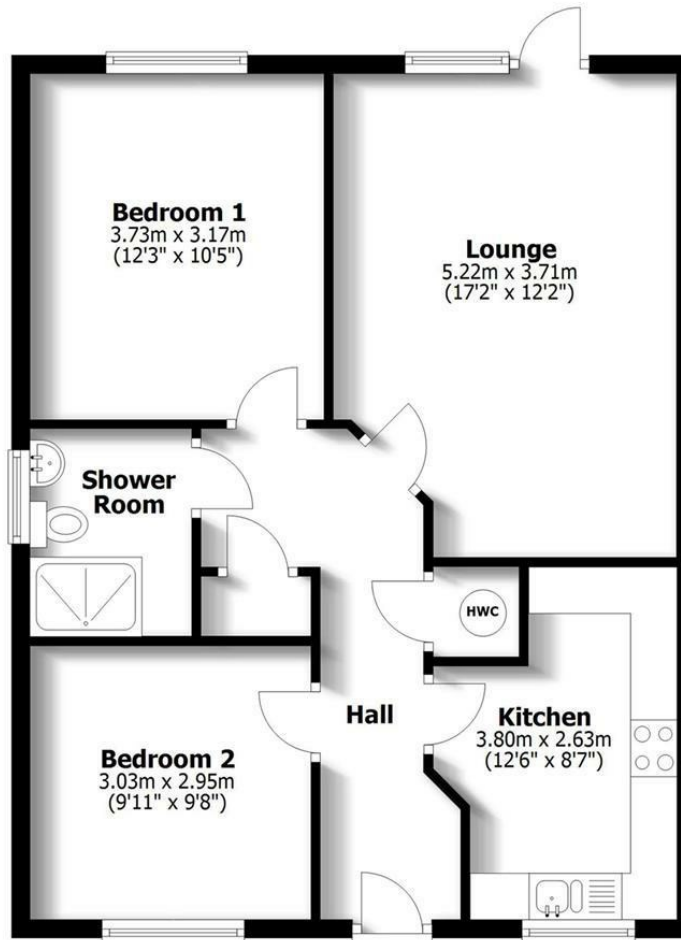 Bedroom 1
3.73m x 3.17m
(12'3" x 10'5")
Lounge
5.22m x 3.71m
(17'2" x 12'2")
Shower
Room
HWC
Hall
Kitchen
3.80m x 2.63m
(12'6" x 8'7")
Bedroom 2
3.03m x 2.95m
(9'11" x 9'8")